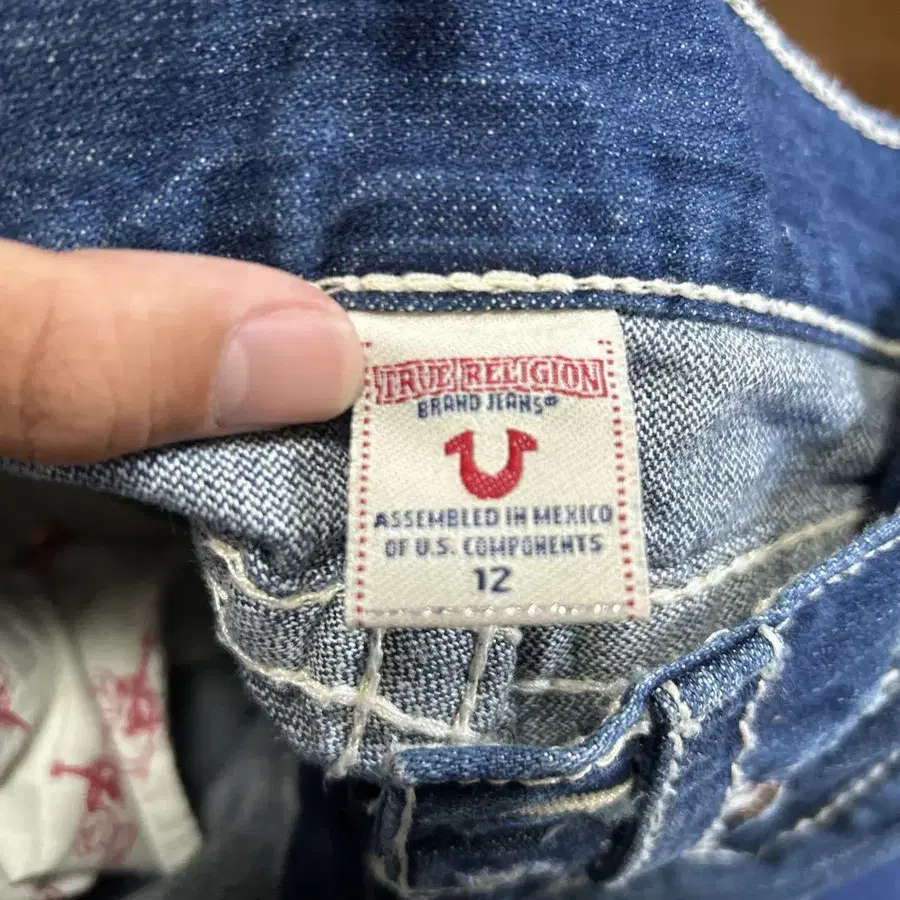 TRUE RELIGION
BRAND JEANS®
ASSEMBLED IN MEXICO
OF U.S. COMPONENTS
12